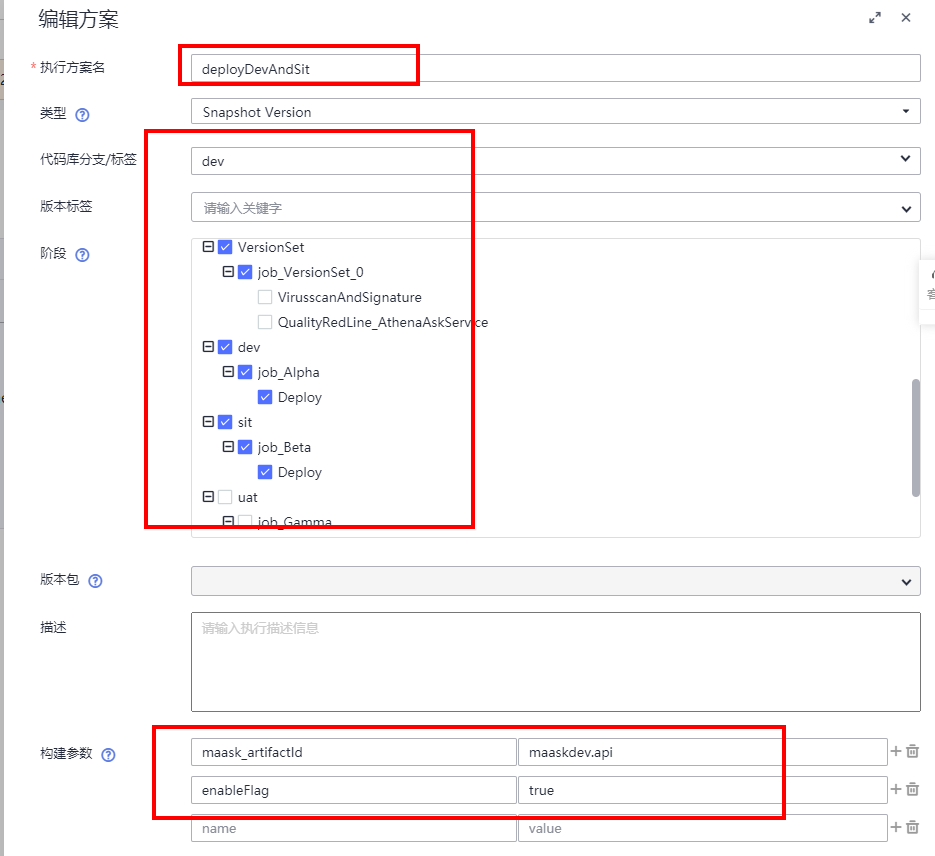 编辑方案
* 执行方案名
deployDevAndSit
类型
Snapshot Version
代码库分支/标签
dev
版本标签
请输入关键字
阶段
VersionSet
job_VersionSet_0
VirusscanAndSignature
QualityRedLine_AthenaAskService
dev
job_Alpha
Deploy
sit
job_Beta
Deploy
uat
job_Gamma
版本包
描述
请输入执行描述信息
构建参数
maask_artifactId maaskdev.api
enableFlag true
name value